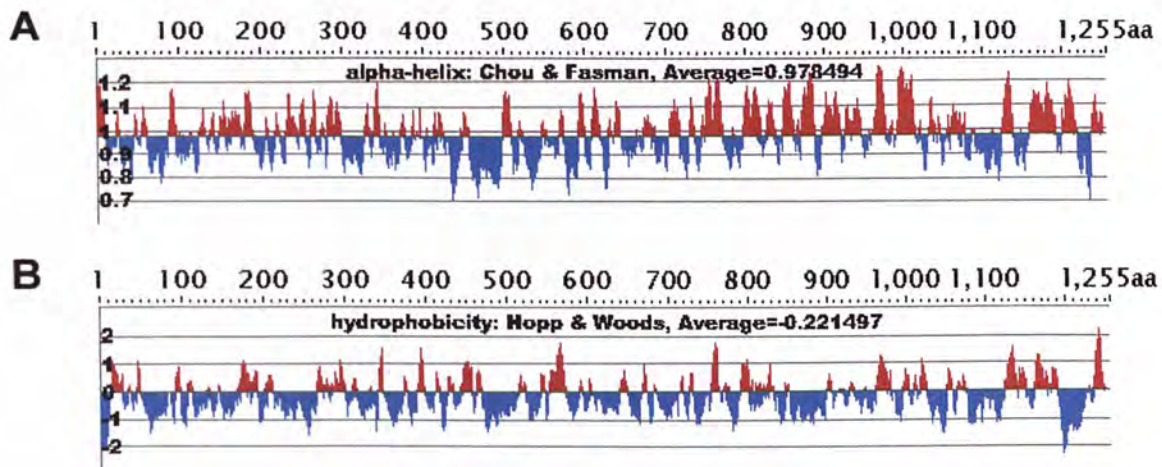 A
1 100 200 300 400 500 600 700 800 900 1,000 1,100 1,255aa
alpha-helix: Chou & Fasman, Average=0.978494
1.2
1.1
1
0.9
0.8
0.7
B
1 100 200 300 400 500 600 700 800 900 1,000 1,100 1,255aa
hydrophobicity: Hopp & Woods, Average=-0.221497
2
1
0
-1
-2